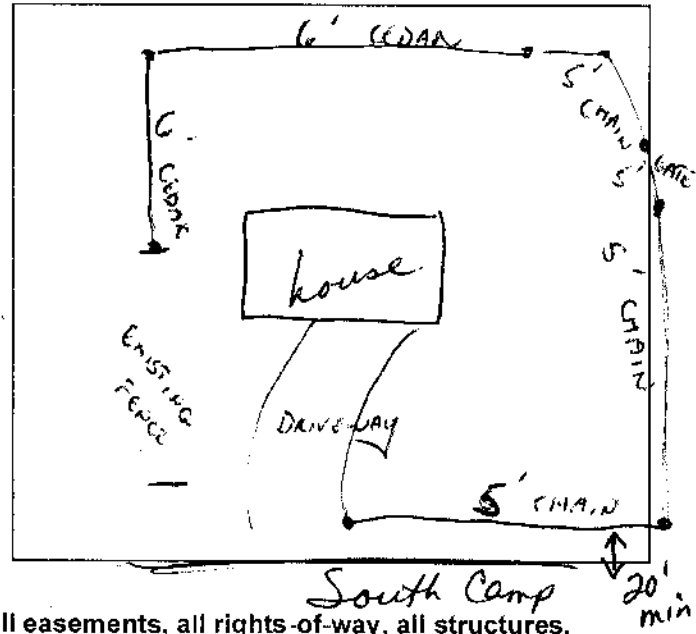 6' CEDAR
5' CHAIN
6' CEDAR
5' GATE
house
5' CHAIN
EXISTING
FENCE
DRIVEWAY
5' CHAIN
South Camp
20'
min
ll easements, all rights-of-way, all structures.